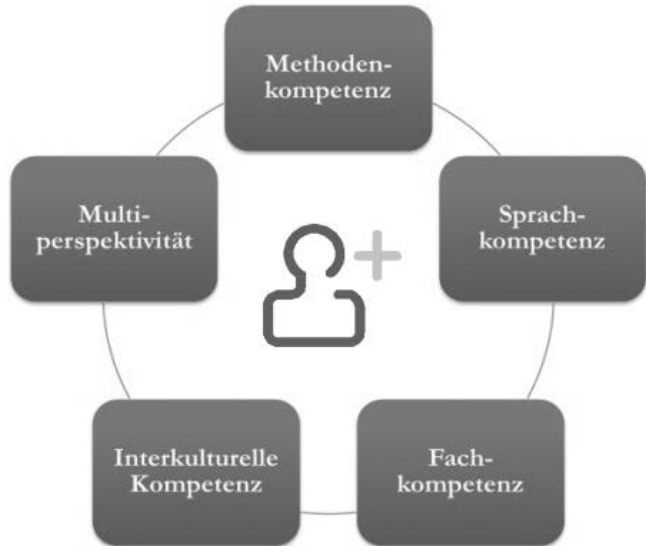 Methoden-
kompetenz
Sprach-
kompetenz
Fach-
kompetenz
Interkulturelle
Kompetenz
Multi-
perspektivität